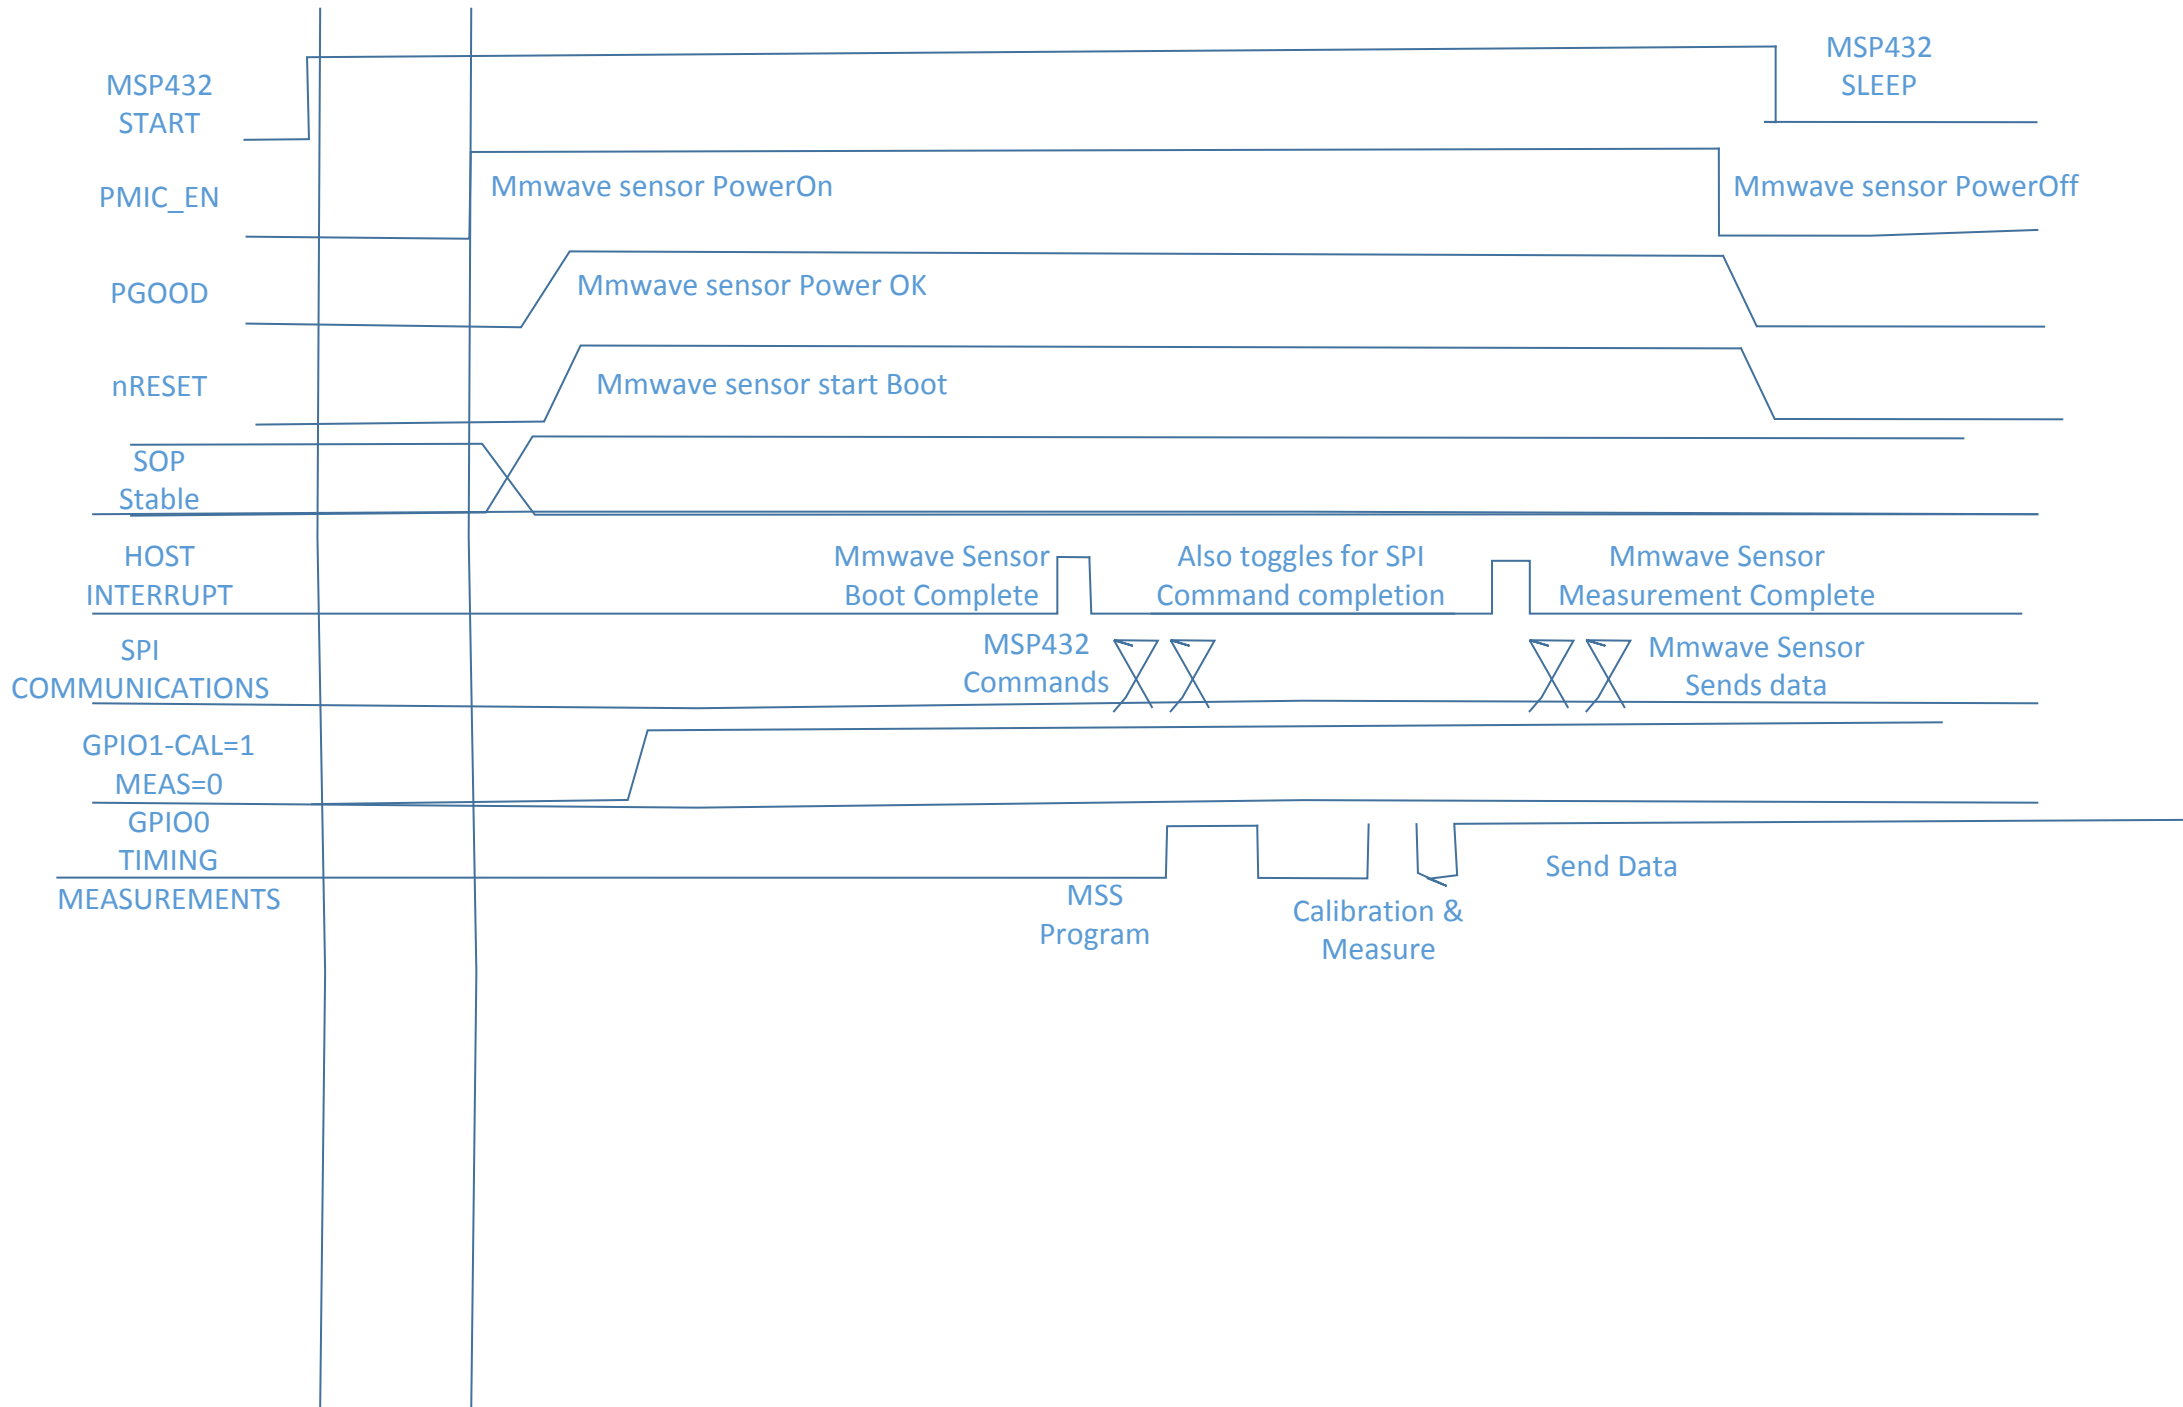 MSP432
START
MSP432
SLEEP
PMIC_EN
Mmwave sensor PowerOn
Mmwave sensor PowerOff
PGOOD
Mmwave sensor Power OK
nRESET
Mmwave sensor start Boot
SOP
Stable
HOST
INTERRUPT
Mmwave Sensor
Boot Complete
Also toggles for SPI
Command completion
Mmwave Sensor
Measurement Complete
SPI
COMMUNICATIONS
MSP432
Commands
Mmwave Sensor
Sends data
GPIO1-CAL=1
MEAS=0
GPIO0
TIMING
MEASUREMENTS
MSS
Program
Calibration &
Measure
Send Data